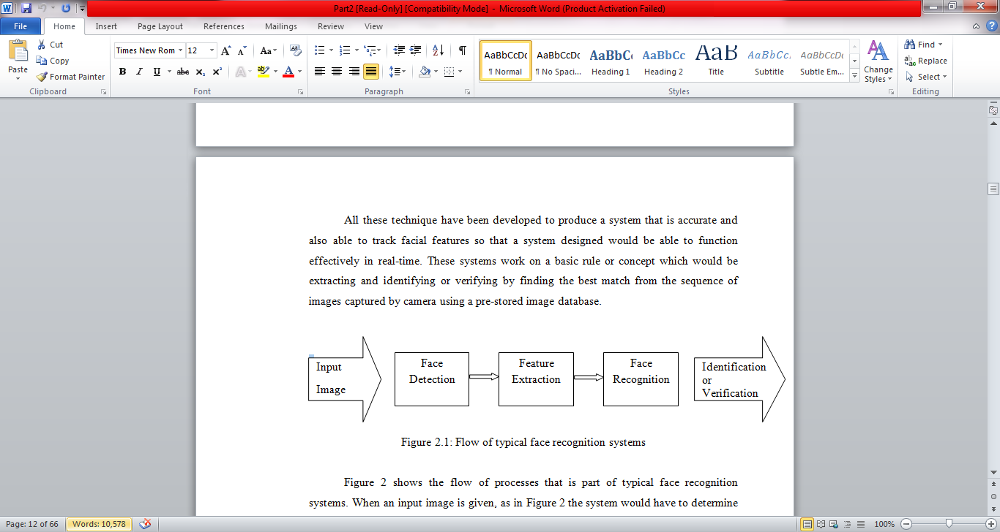 Part2 [Read-Only] [Compatibility Mode] - Microsoft Word (Product Activation Failed)
File Home Insert Page Layout References Mailings Review View
Paste
Cut
Copy
Format Painter
Clipboard
Times New Rom 12
Font
Paragraph
AaBbCcDc AaBbCcDc AaBbC AaBbCc AaB AaBbCc. AaBbCcDc
¶ Normal ¶ No Spaci... Heading 1 Heading 2 Title Subtitle Subtle Em...
Change Styles
Styles
Find
Replace
Select
Editing
All these technique have been developed to produce a system that is accurate and
also able to track facial features so that a system designed would be able to function
effectively in real-time. These systems work on a basic rule or concept which would be
extracting and identifying or verifying by finding the best match from the sequence of
images captured by camera using a pre-stored image database.
Input
Image
Face
Detection
Feature
Extraction
Face
Recognition
Identification
or
Verification
Figure 2.1: Flow of typical face recognition systems
Figure 2 shows the flow of processes that is part of typical face recognition
systems. When an input image is given, as in Figure 2 the system would have to determine
Page: 12 of 66 Words: 10,578 100%